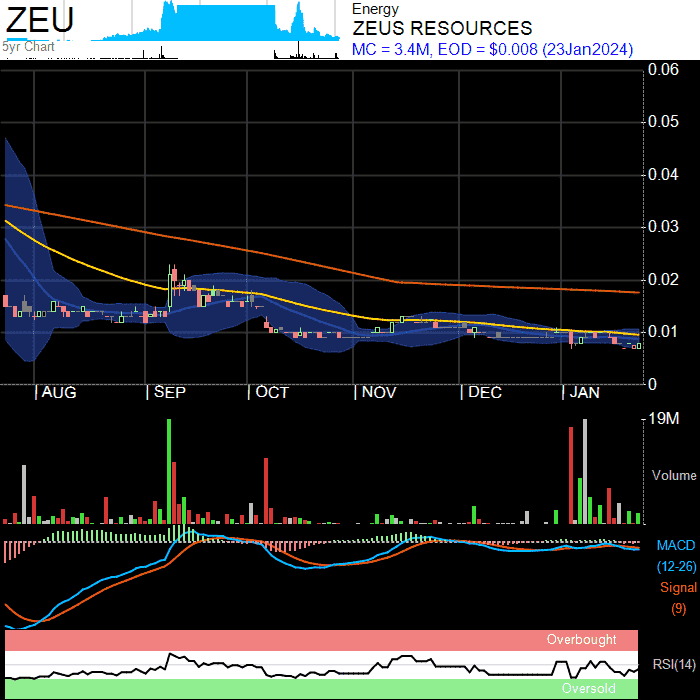 ZEU
5yr Chart
Energy
ZEUS RESOURCES
MC = 3.4M, EOD = $0.008 (23Jan2024)
0.06
0.05
0.04
0.03
0.02
0.01
0
AUG SEP OCT NOV DEC JAN
19M
Volume
MACD
(12-26)
Signal
(9)
Overbought
RSI(14)
Oversold